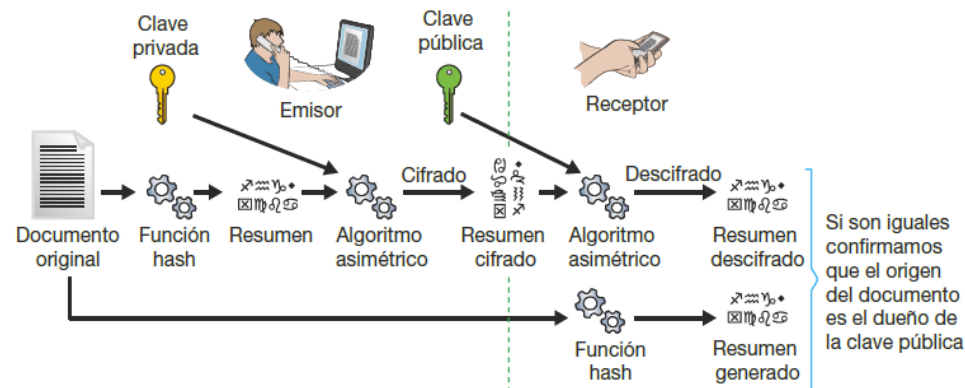 Clave
privada
Emisor
Clave
pública
Receptor
Cifrado
Descifrado
Documento
original
Función
hash
Resumen
Algoritmo
asimétrico
Resumen
cifrado
Algoritmo
asimétrico
Resumen
descifrado
Función
hash
Resumen
generado
Si son iguales
confirmamos
que el origen
del documento
es el dueño de
la clave pública